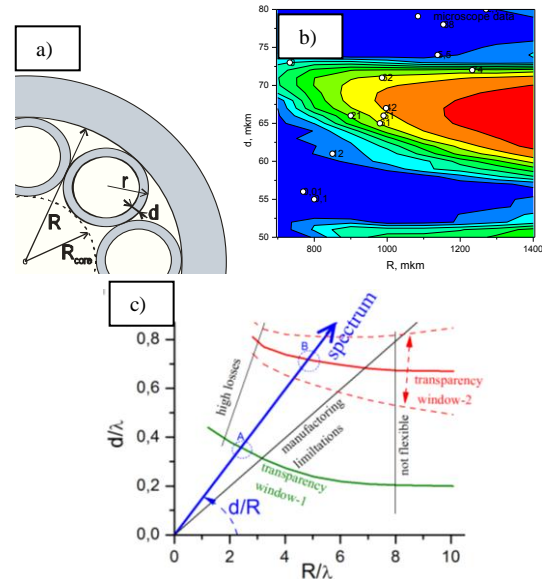 a)
r
d
R
R core
b)
microscope data
d, mkm
80
75
70
65
60
55
50
800
1000
1200
1400
R, mkm
c)
d/λ
0,8
0,6
0,4
0,2
0,0
0
2
4
6
8
10
R/λ
high losses
spectrum
B
A
manufactoring
limiltations
not flexible
transparency
window-2
transparency
window-1
d/R